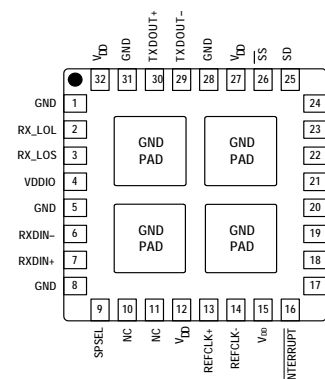 VDD
GND
TXDOUT+
TXDOUT–
GND
VDD
SS
SD
32
31
30
29
28
27
26
25
GND 1
RX_LOL 2
RX_LOS 3
VDDIO 4
GND 5
RXDIN– 6
RXDIN+ 7
GND 8
GND
PAD
GND
PAD
GND
PAD
GND
PAD
24
23
22
21
20
19
18
17
9
10
11
12
13
14
15
16
SPSEL
NC
NC
VDD
REFCLK+
REFCLK-
VDD
INTERRUPT